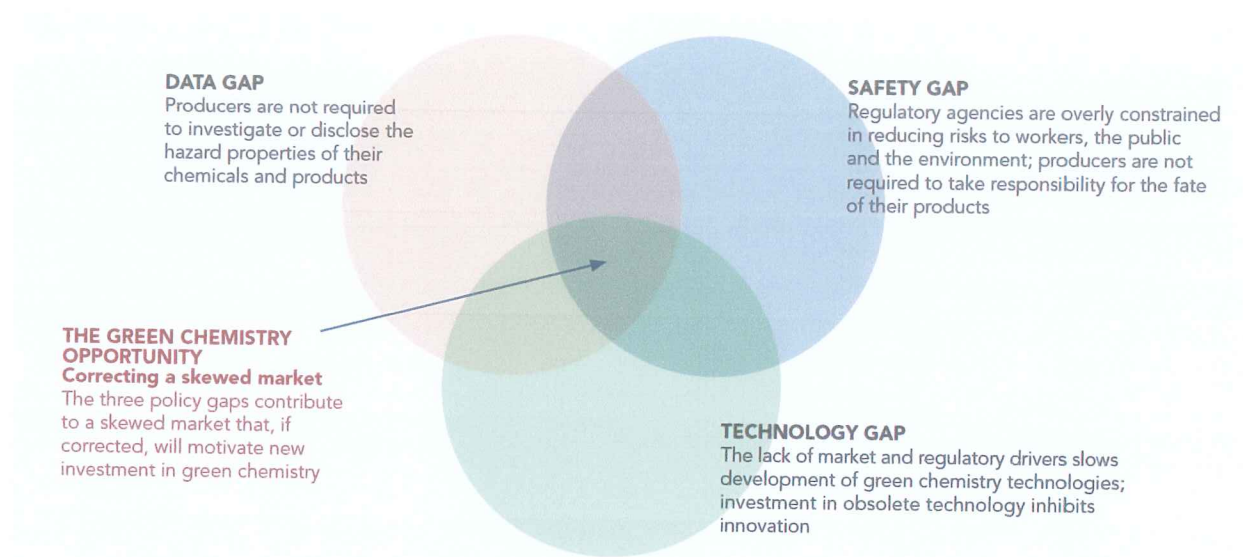 DATA GAP
Producers are not required
to investigate or disclose the
hazard properties of their
chemicals and products
SAFETY GAP
Regulatory agencies are overly constrained
in reducing risks to workers, the public
and the environment; producers are not
required to take responsibility for the fate
of their products
THE GREEN CHEMISTRY
OPPORTUNITY
Correcting a skewed market
The three policy gaps contribute
to a skewed market that, if
corrected, will motivate new
investment in green chemistry
TECHNOLOGY GAP
The lack of market and regulatory drivers slows
development of green chemistry technologies;
investment in obsolete technology inhibits
innovation